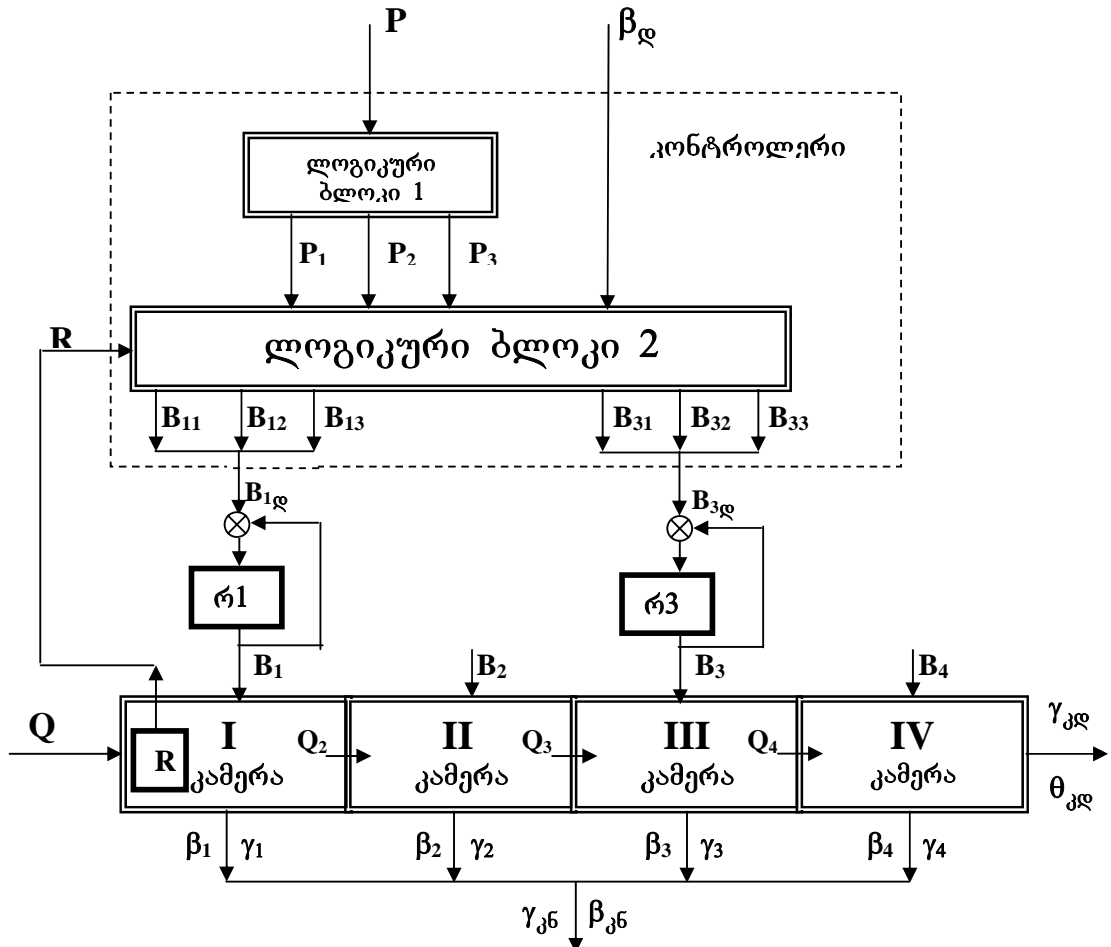 P βდ
კონტროლერი
ლოგიკური
ბლოკი 1
P₁ P₂ P₃
R
ლოგიკური ბლოკი 2
B₁₁ B₁₂ B₁₃ B₃₁ B₃₂ B₃₃
B₁დ B₃დ
რ1 რ3
B₁ B₂ B₃ B₄
Q I Q₂ II Q₃ III Q₄ IV γკდ
R კამერა კამერა კამერა კამერა θკდ
β₁ γ₁ β₂ γ₂ β₃ γ₃ β₄ γ₄
γკნ βკნ